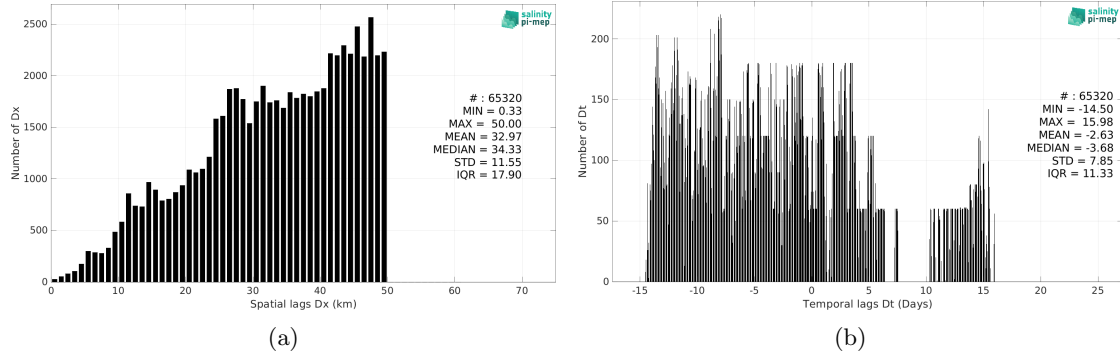 salinity
pi-mep
Number of Dx
2500
2000
1500
1000
500
0
# : 65320
MIN = 0.33
MAX = 50.00
MEAN = 32.97
MEDIAN = 34.33
STD = 11.55
IQR = 17.90
0 10 20 30 40 50 60 70
Spatial lags Dx (km)
(a)
salinity
pi-mep
Number of Dt
200
150
100
50
0
# : 65320
MIN = -14.50
MAX = 15.98
MEAN = -2.63
MEDIAN = -3.68
STD = 7.85
IQR = 11.33
-15 -10 -5 0 5 10 15 20 25
Temporal lags Dt (Days)
(b)